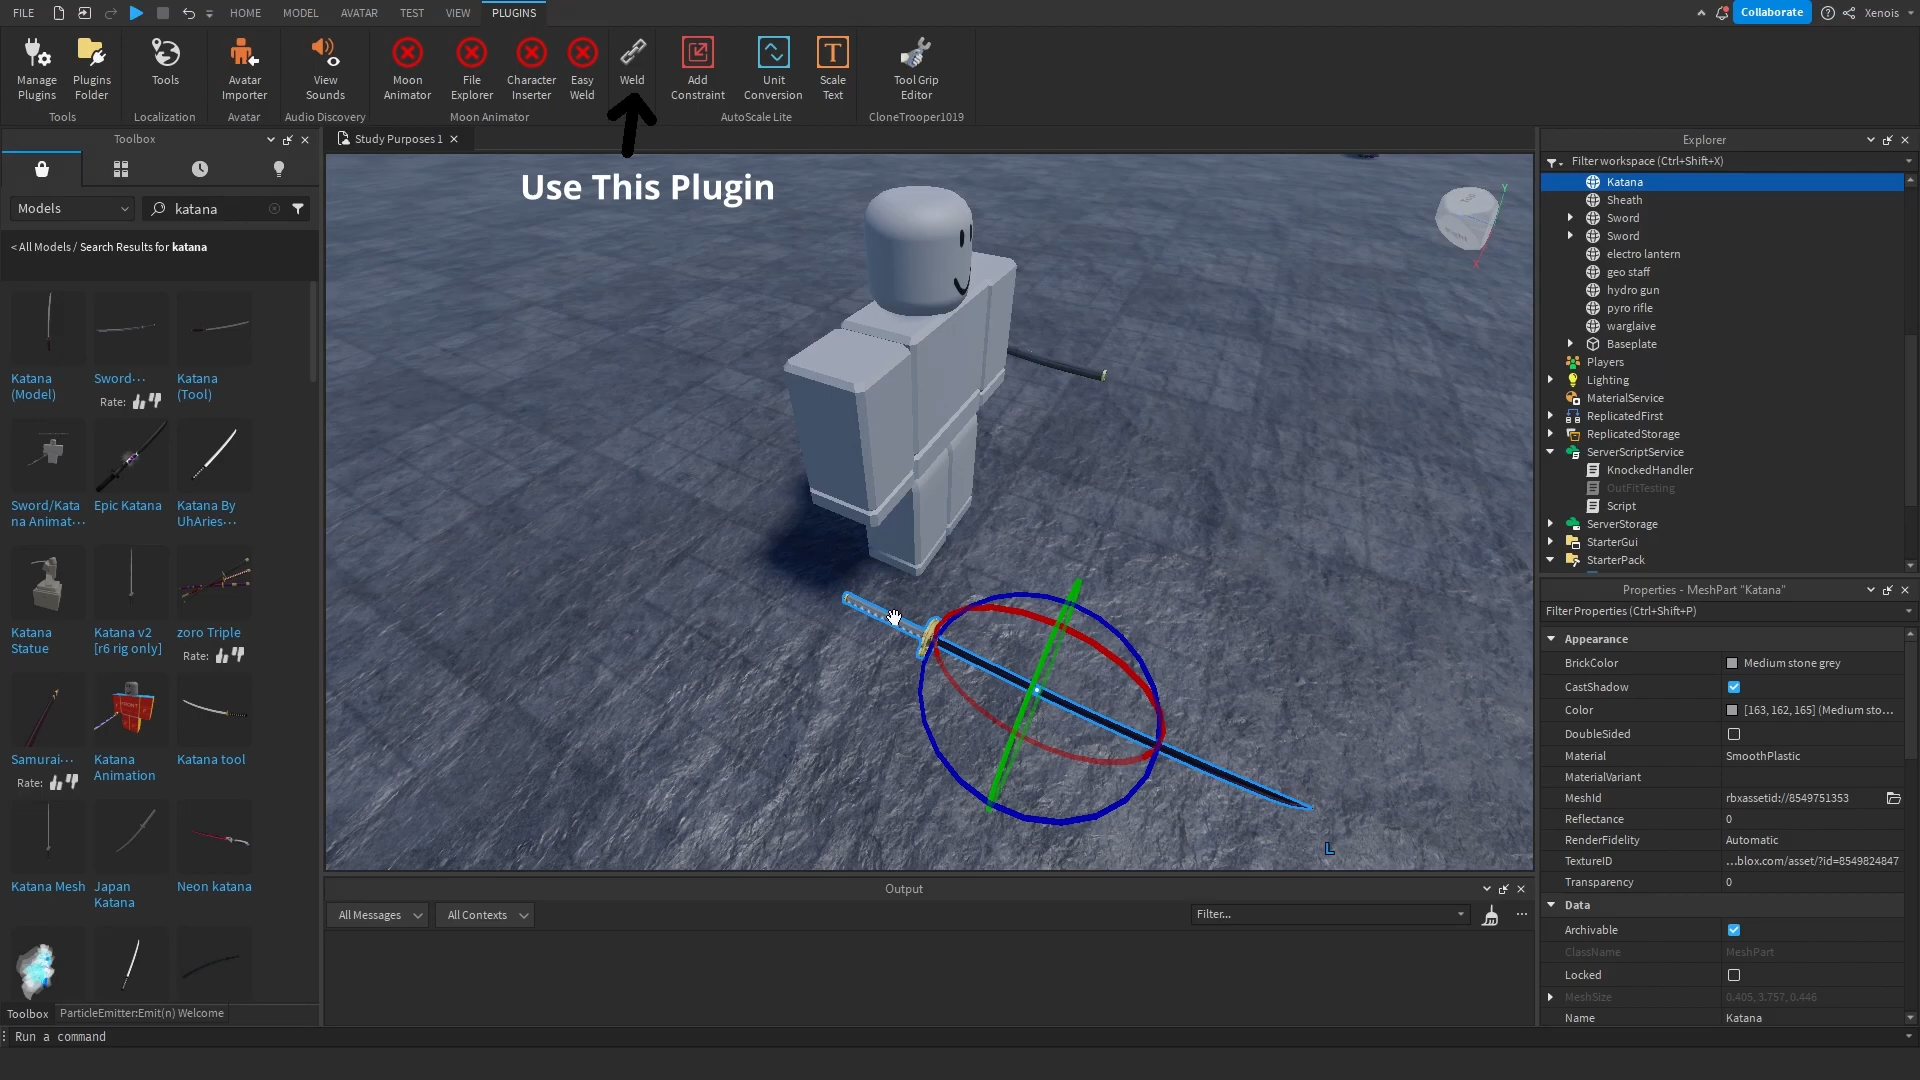 FILE
HOME
MODEL
AVATAR
TEST
VIEW
PLUGINS
Collaborate
Xenois
Manage Plugins
Plugins Folder
Tools
Tools
Localization
Avatar Importer
Avatar
View Sounds
Audio Discovery
Moon Animator
File Explorer
Character Inserter
Easy Weld
Moon Animator
Weld
Add Constraint
Unit Conversion
Scale Text
AutoScale Lite
Tool Grip Editor
CloneTrooper1019
Toolbox
Models
katana
< All Models / Search Results for katana
Katana (Model)
Sword···
Rate:
Katana (Tool)
Sword/Kata na Animat···
Epic Katana
Katana By UhAries···
Katana Statue
Katana v2 [r6 rig only]
zoro Triple
Rate:
Samurai···
Rate:
Katana Animation
Katana tool
Katana Mesh
Japan Katana
Neon katana
Toolbox
ParticleEmitter:Emit(n) Welcome
Run a command
Study Purposes 1
Use This Plugin
Y
X
L
Output
All Messages
All Contexts
Filter...
Explorer
Filter workspace (Ctrl+Shift+X)
Katana
Sheath
Sword
Sword
electro lantern
geo staff
hydro gun
pyro rifle
warglaive
Baseplate
Players
Lighting
MaterialService
ReplicatedFirst
ReplicatedStorage
ServerScriptService
KnockedHandler
OutFitTesting
Script
ServerStorage
StarterGui
StarterPack
Properties - MeshPart "Katana"
Filter Properties (Ctrl+Shift+P)
Appearance
BrickColor Medium stone grey
CastShadow
Color [163, 162, 165] (Medium sto...
DoubleSided
Material SmoothPlastic
MaterialVariant
MeshId rbxassetid://8549751353
Reflectance 0
RenderFidelity Automatic
TextureID ...blox.com/asset/?id=8549824847
Transparency 0
Data
Archivable
ClassName MeshPart
Locked
MeshSize 0.405, 3.757, 0.446
Name Katana